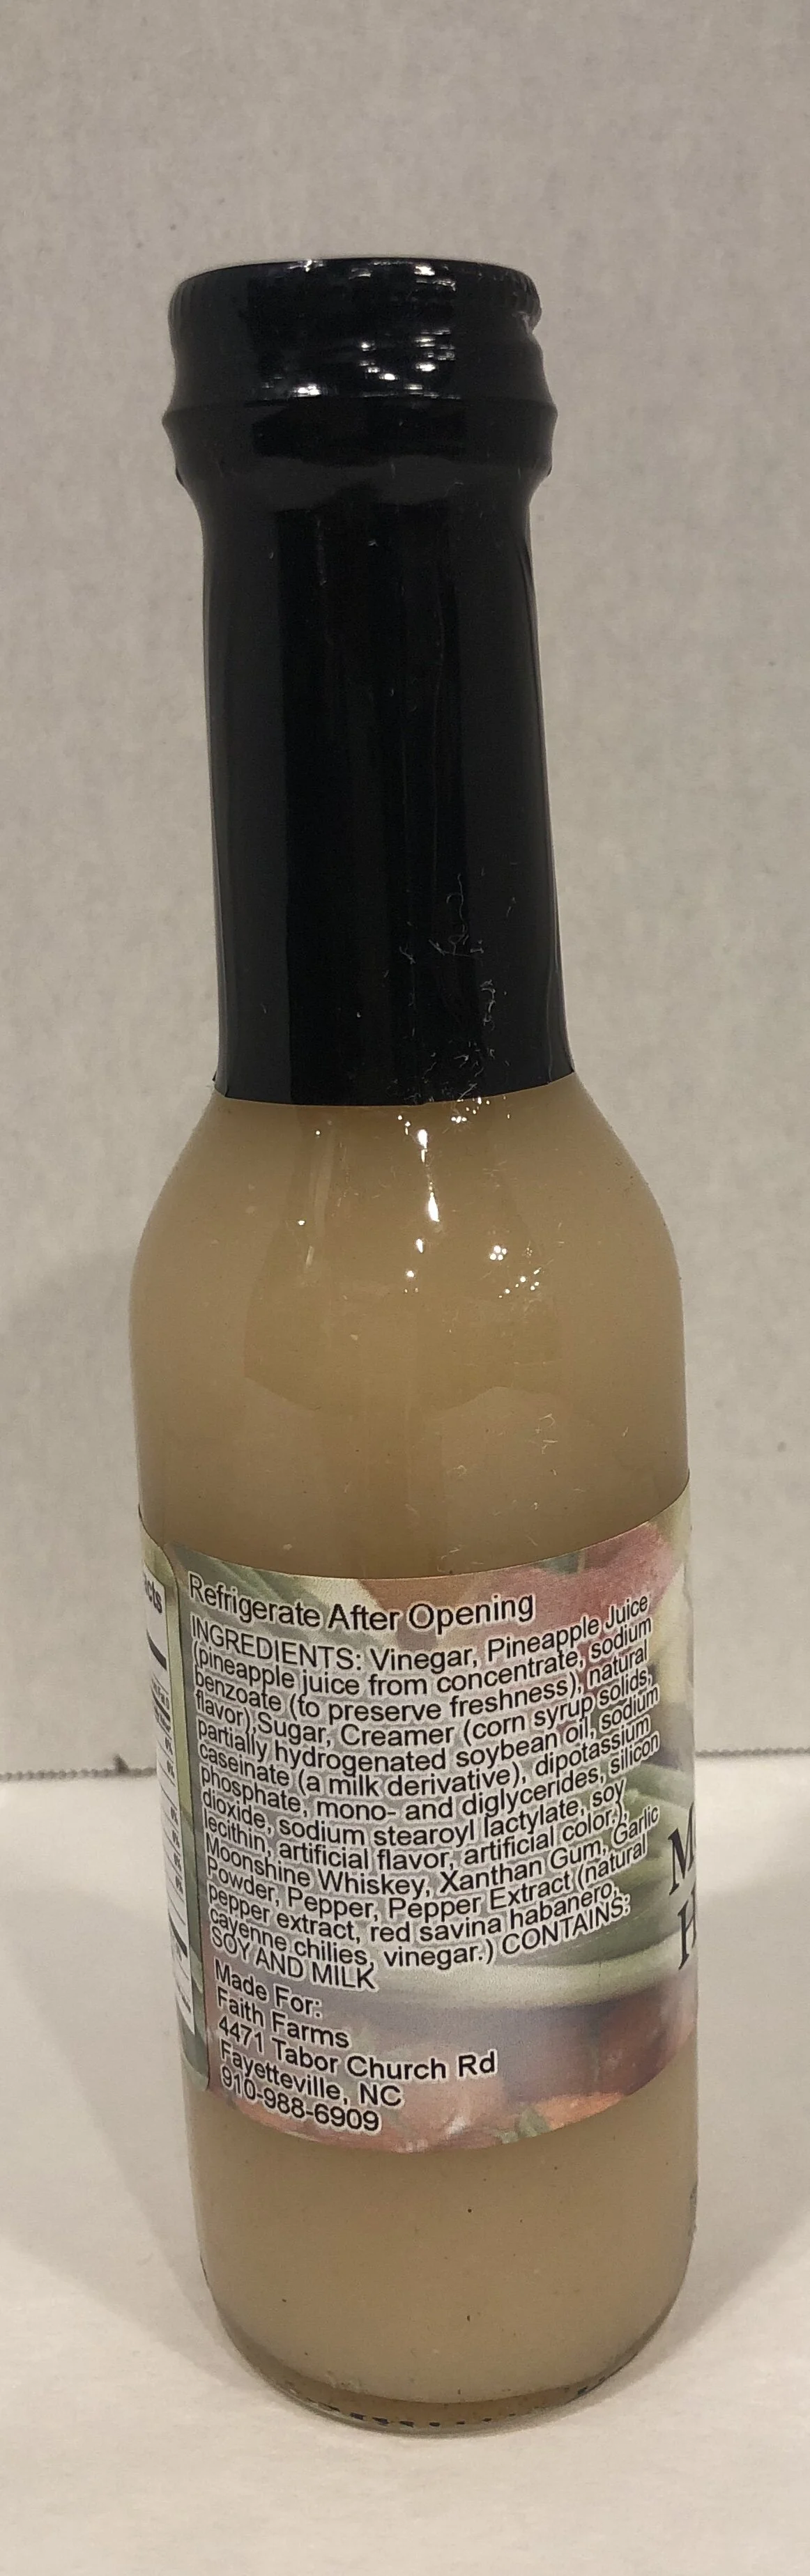 acts
Refrigerate After Opening
INGREDIENTS: Vinegar, Pineapple Juice
(pineapple juice from concentrate, sodium
benzoate (to preserve freshness), natural
flavor),Sugar, Creamer (corn syrup solids,
partially hydrogenated soybean oil, sodium
caseinate (a milk derivative), dipotassium
phosphate, mono- and diglycerides, silicon
dioxide, sodium stearoyl lactylate, soy
lecithin, artificial flavor, artificial color.),
Moonshine Whiskey, Xanthan Gum, Garlic
Powder, Pepper, Pepper Extract (natural
pepper extract, red savina habanero,
cayenne chilies, vinegar.) CONTAINS:
SOY AND MILK
Made For:
Faith Farms
4471 Tabor Church Rd
Fayetteville, NC
910-988-6909
M
H